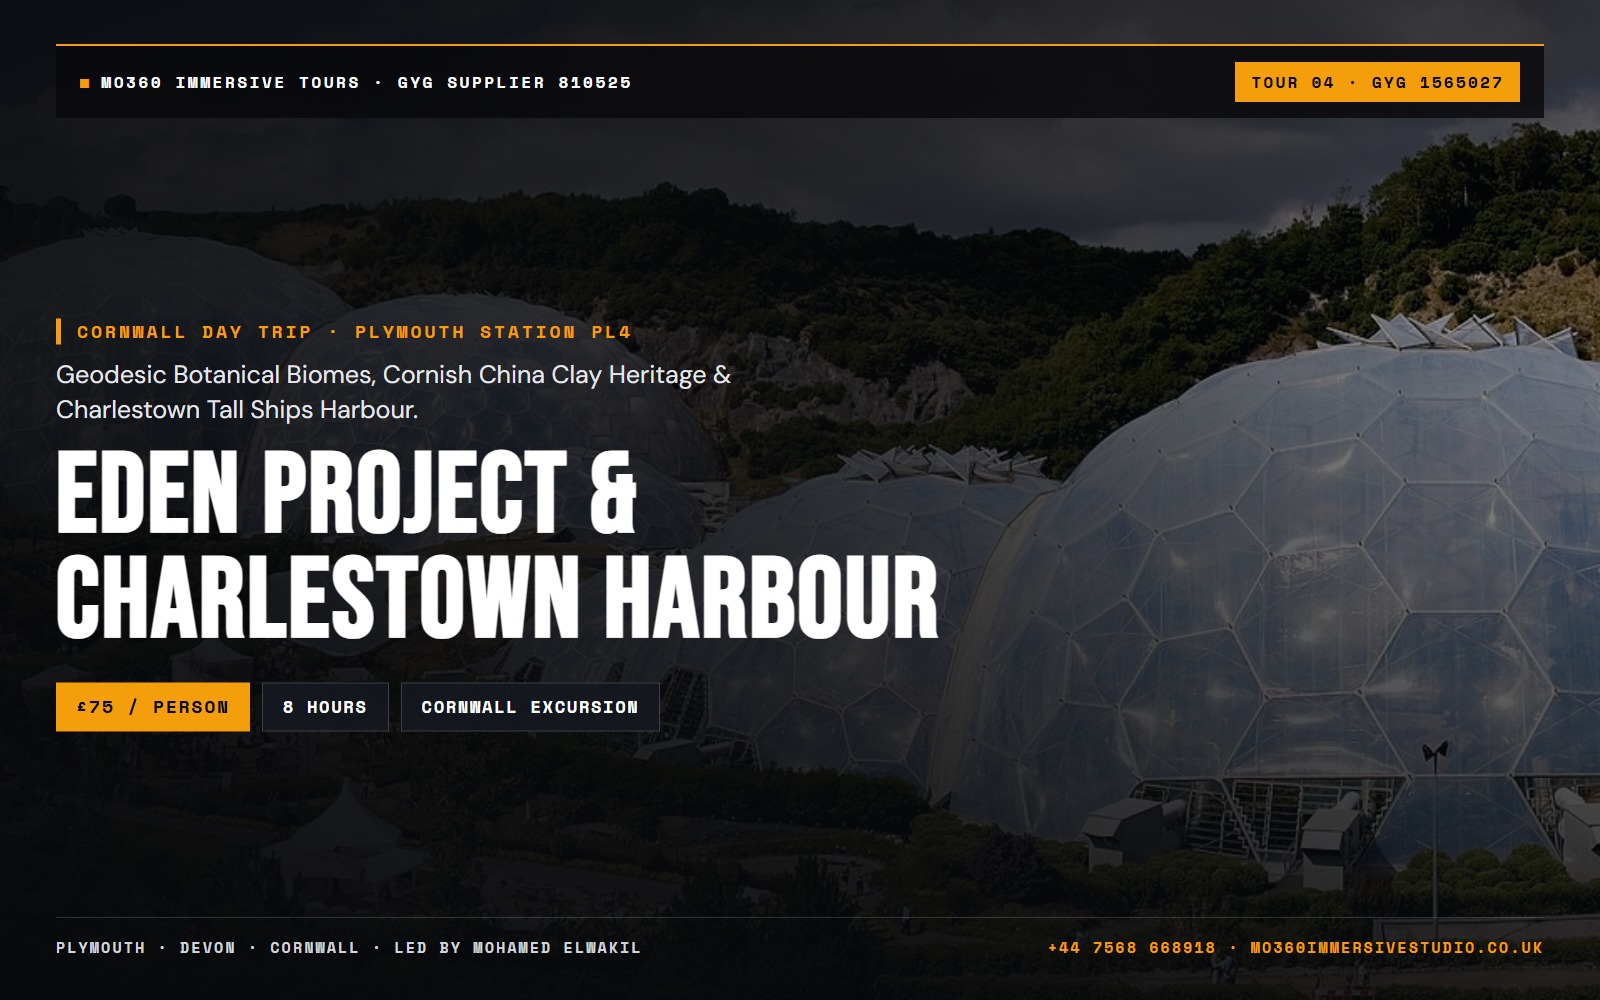 MO360 IMMERSIVE TOURS · GYG SUPPLIER 810525
TOUR 04 · GYG 1565027
CORNWALL DAY TRIP · PLYMOUTH STATION PL4
Geodesic Botanical Biomes, Cornish China Clay Heritage &
Charlestown Tall Ships Harbour.
EDEN PROJECT &
CHARLESTOWN HARBOUR
£75 / PERSON
8 HOURS
CORNWALL EXCURSION
PLYMOUTH · DEVON · CORNWALL · LED BY MOHAMED ELWAKIL
+44 7568 668918 · MO360IMMERSIVESTUDIO.CO.UK